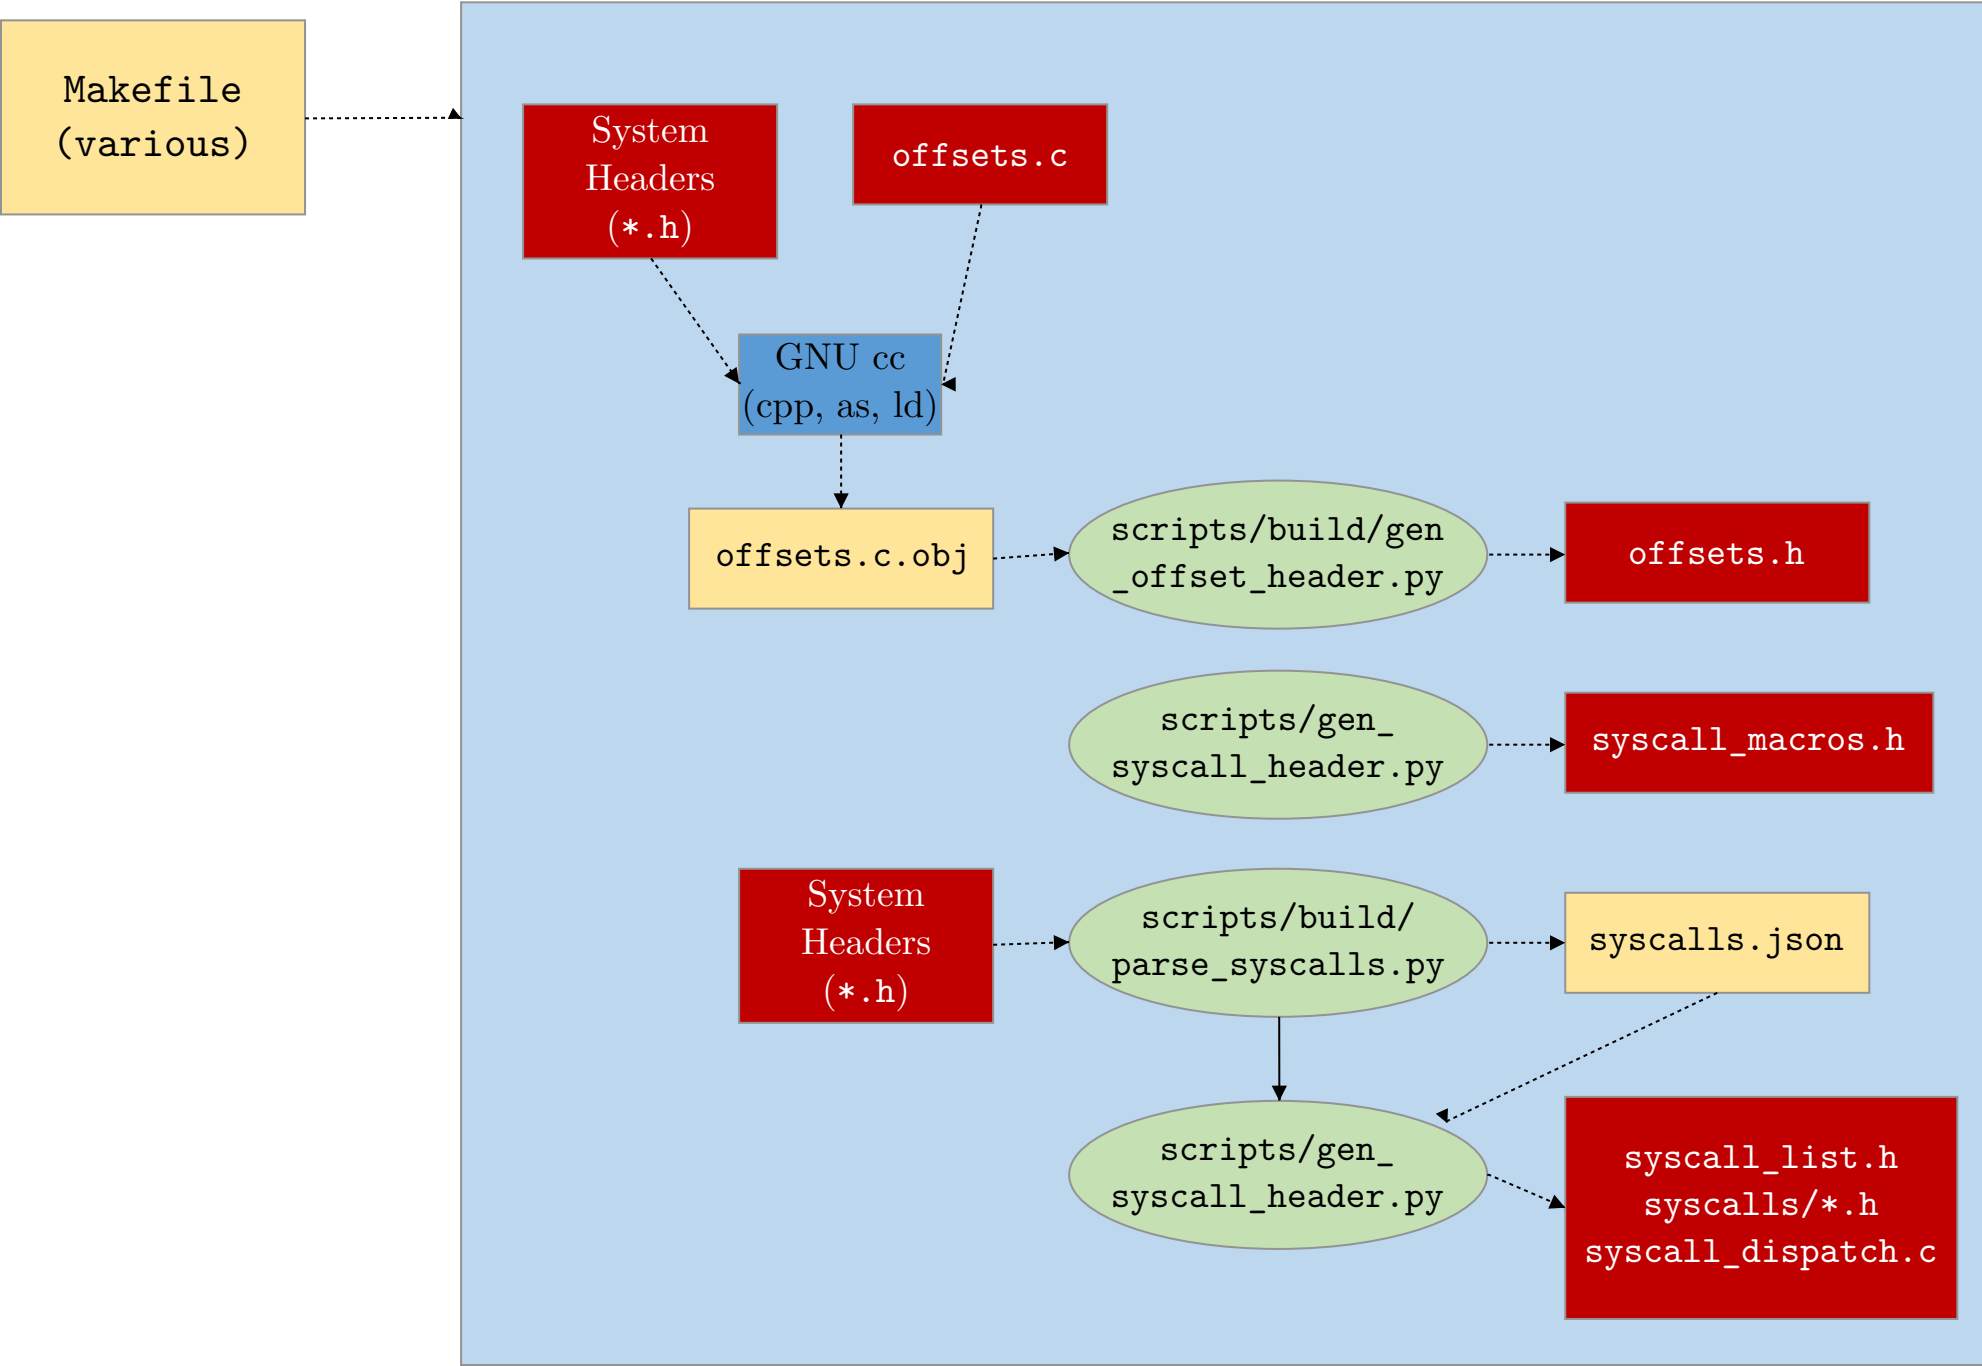 Makefile
(various)
System
Headers
(*.h)
offsets.c
GNU cc
(cpp, as, ld)
offsets.c.obj
scripts/build/gen
_offset_header.py
offsets.h
scripts/gen_
syscall_header.py
syscall_macros.h
System
Headers
(*.h)
scripts/build/
parse_syscalls.py
syscalls.json
scripts/gen_
syscall_header.py
syscall_list.h
syscalls/*.h
syscall_dispatch.c